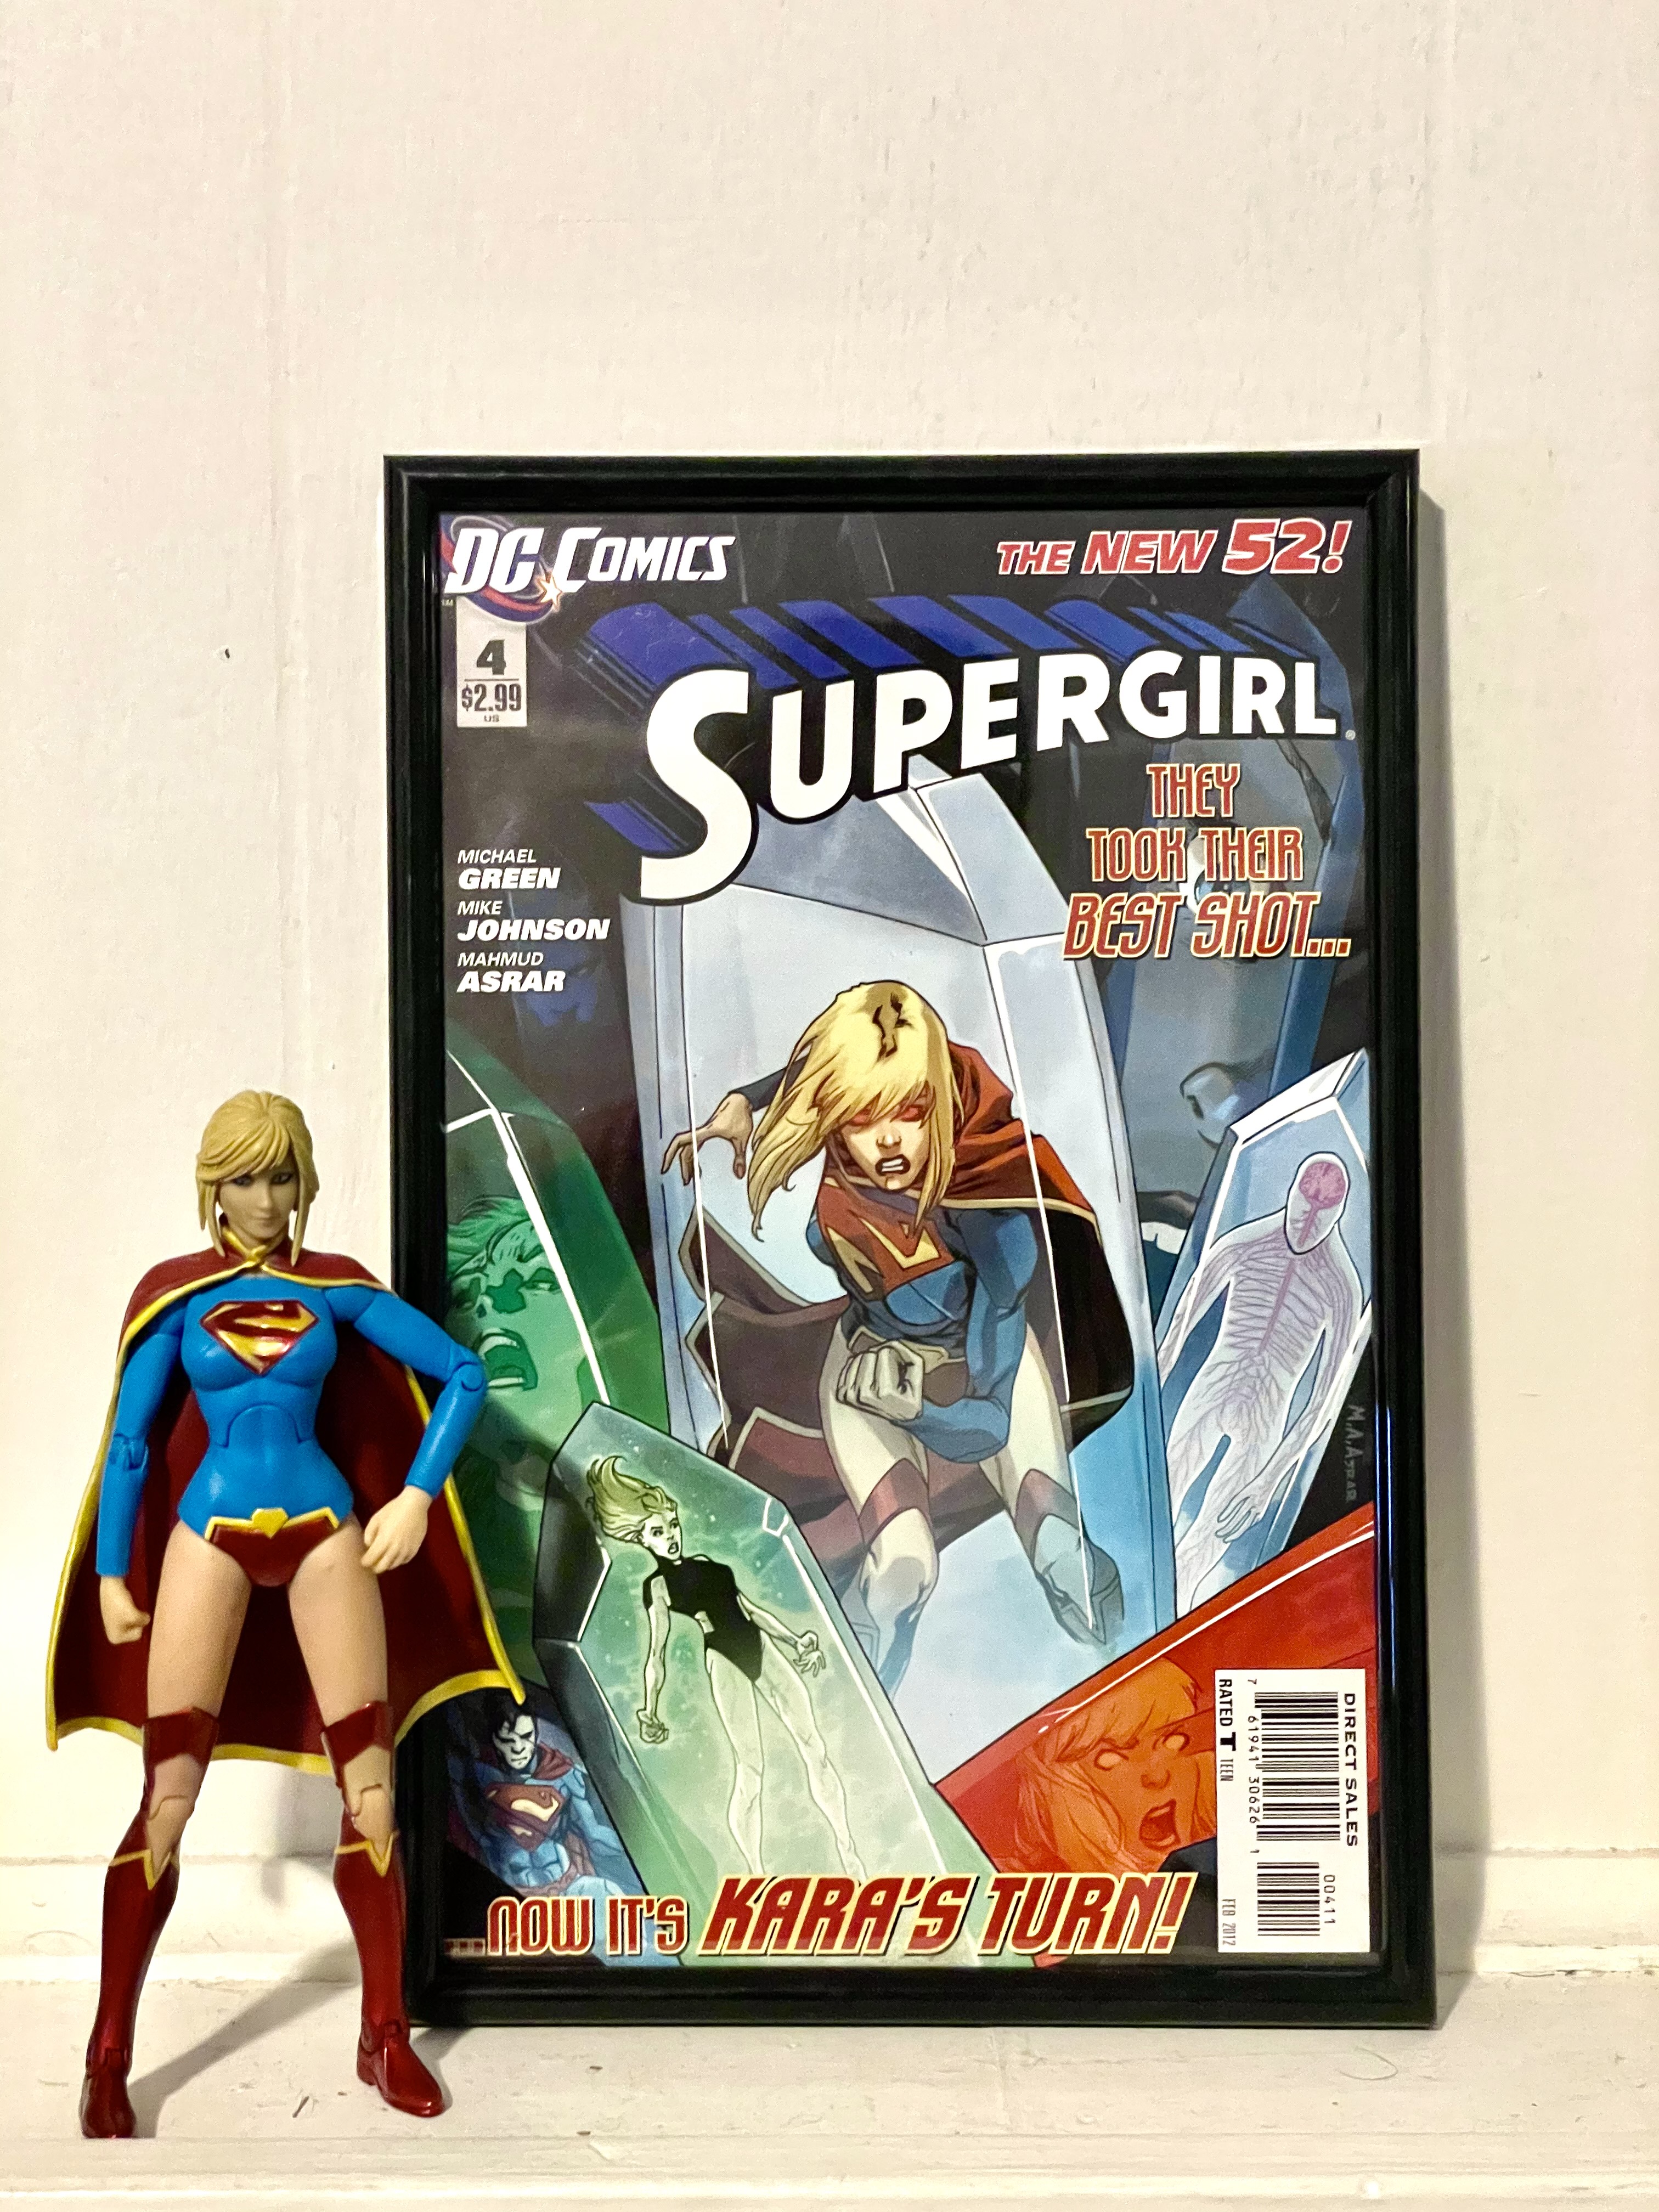 DC COMICS
THE NEW 52!
4
$2.99
US
SUPERGIRL
THEY
TOOK THEIR
BEST SHOT...
MICHAEL
GREEN
MIKE
JOHNSON
MAHMUD
ASRAR
M.A.ASRAR
NOW IT'S KARA'S TURN!
RATED T TEEN
7 61941 30626 1
00411
DIRECT SALES
FEB 2012